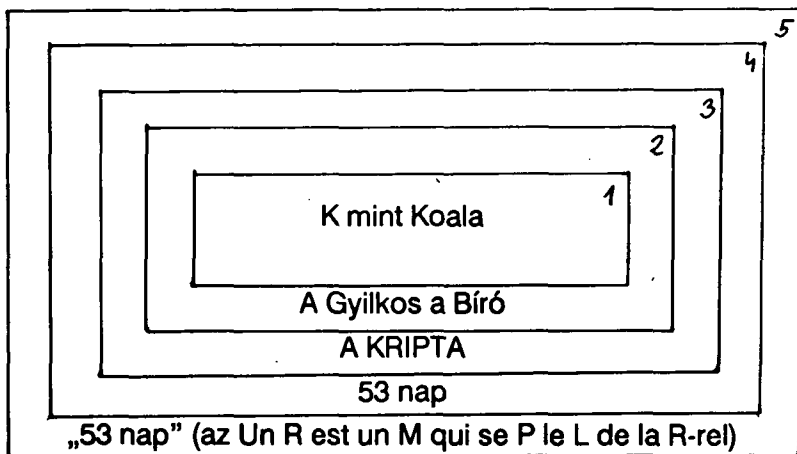 5
4
3
2
1
K mint Koala
A Gyilkos a Bíró
A KRIPTA
53 nap
„53 nap” (az Un R est un M qui se P le L de la R-rel)